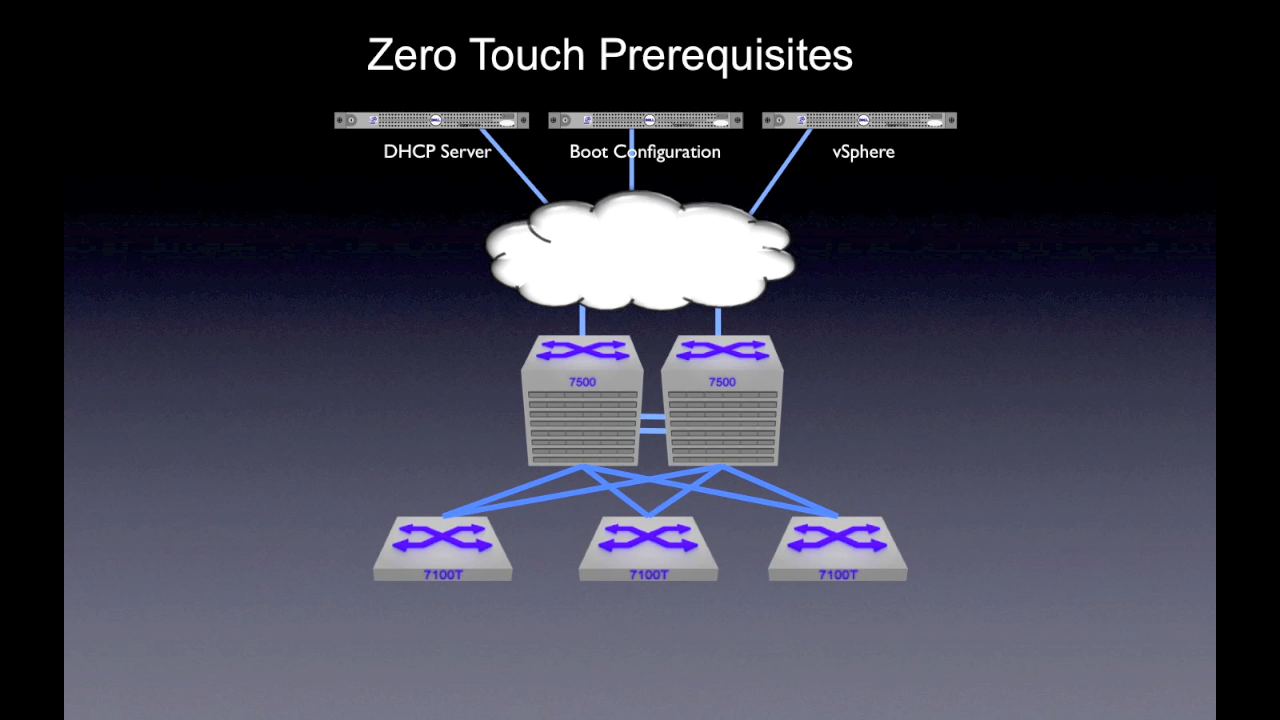 Zero Touch Prerequisites
DHCP Server
Boot Configuration
vSphere
7500
7500
7100T
7100T
7100T